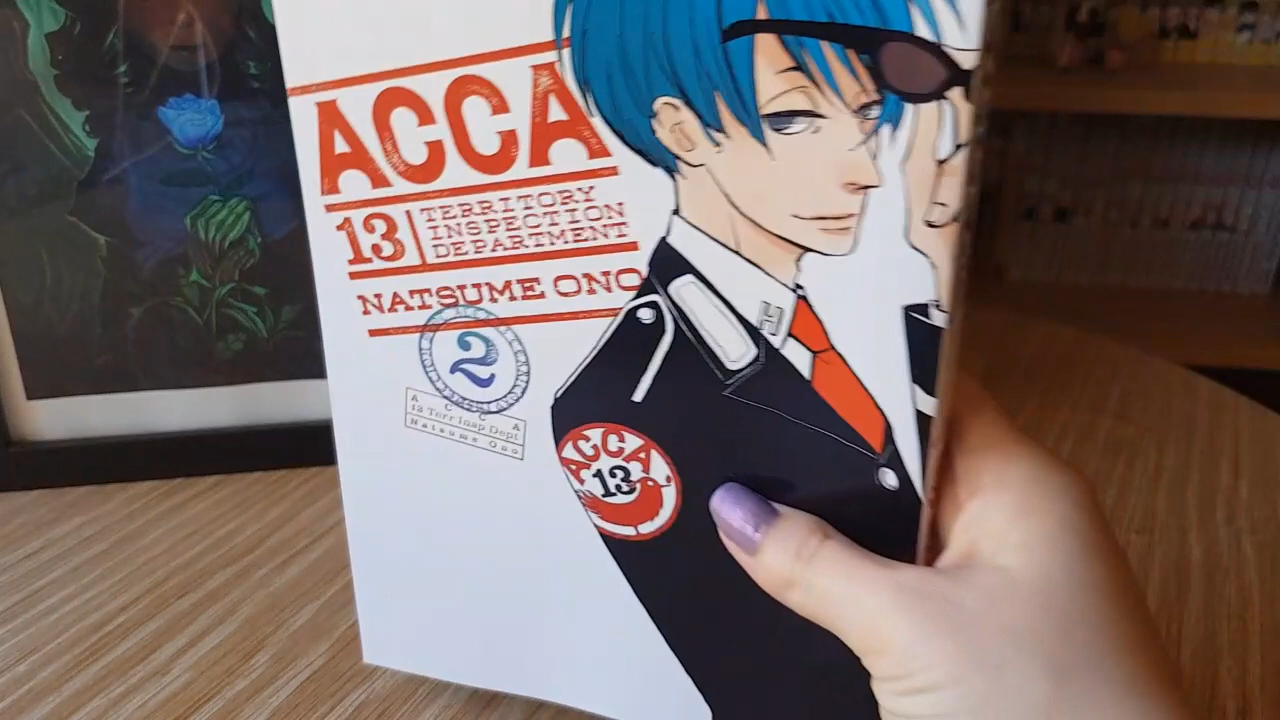 ACCA
13
TERRITORY
INSPECTION
DEPARTMENT
NATSUME ONO
2
A C C A
13 Terr Insp Dept
Natsume Ono
ACCA
13